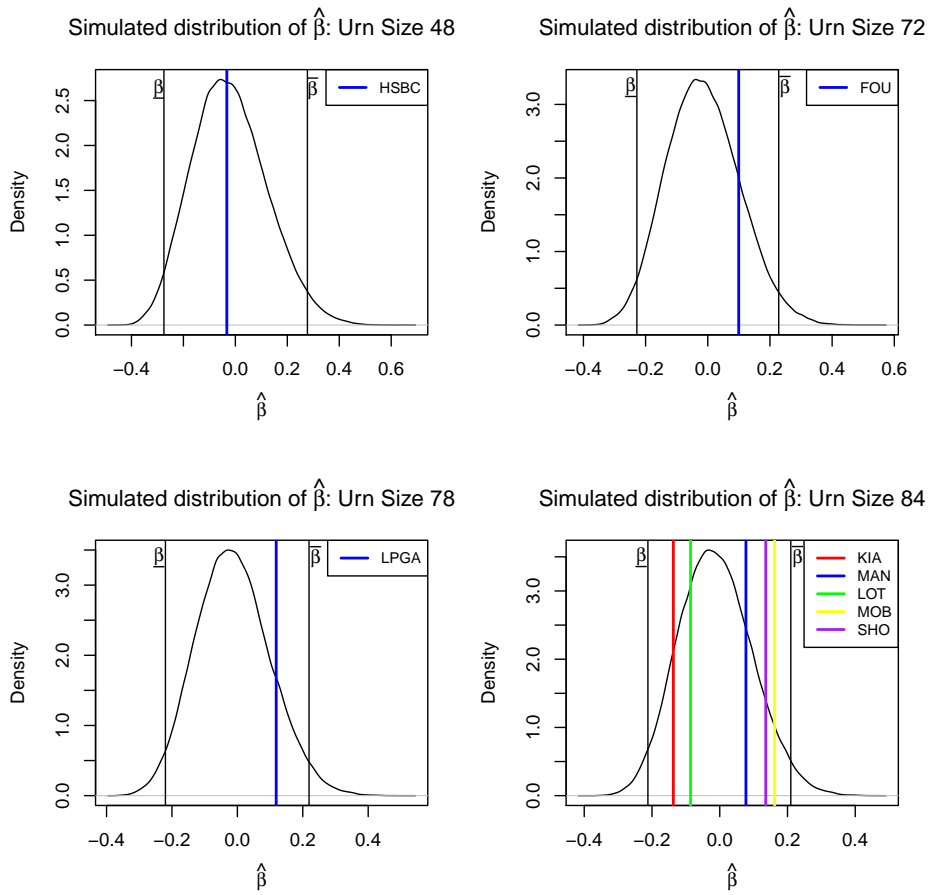 Simulated distribution of β̂: Urn Size 48
Density
0.0
0.5
1.0
1.5
2.0
2.5
β
β̅
HSBC
−0.4
0.0
0.2
0.4
0.6
β̂
Simulated distribution of β̂: Urn Size 72
Density
0.0
1.0
2.0
3.0
β
β̅
FOU
−0.4
−0.2
0.0
0.2
0.4
0.6
β̂
Simulated distribution of β̂: Urn Size 78
Density
0.0
1.0
2.0
3.0
β
β̅
LPGA
−0.4
−0.2
0.0
0.2
0.4
β̂
Simulated distribution of β̂: Urn Size 84
Density
0.0
1.0
2.0
3.0
β
β̅
KIA
MAN
LOT
MOB
SHO
−0.4
−0.2
0.0
0.2
0.4
β̂